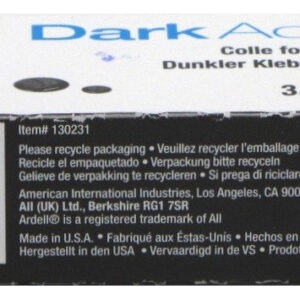 Dark Ad
Colle fo
Dunkler Kleb
3.
Item# 130231
Please recycle packaging • Veuillez recycler l'emballage
Recicle el empaquetado • Verpackung bitte recyceln
Gelieve de verpakking te recycleren • Si prega di riciclar
American International Industries, Los Angeles, CA 900
AII (UK) Ltd., Berkshire RG1 7SR
Ardell® is a registered trademark of AII
Made in U.S.A. • Fabriqué aux Éstas-Unis • Hechos en
Hergestellt in den USA • Vervaardigd in de VS • Produt